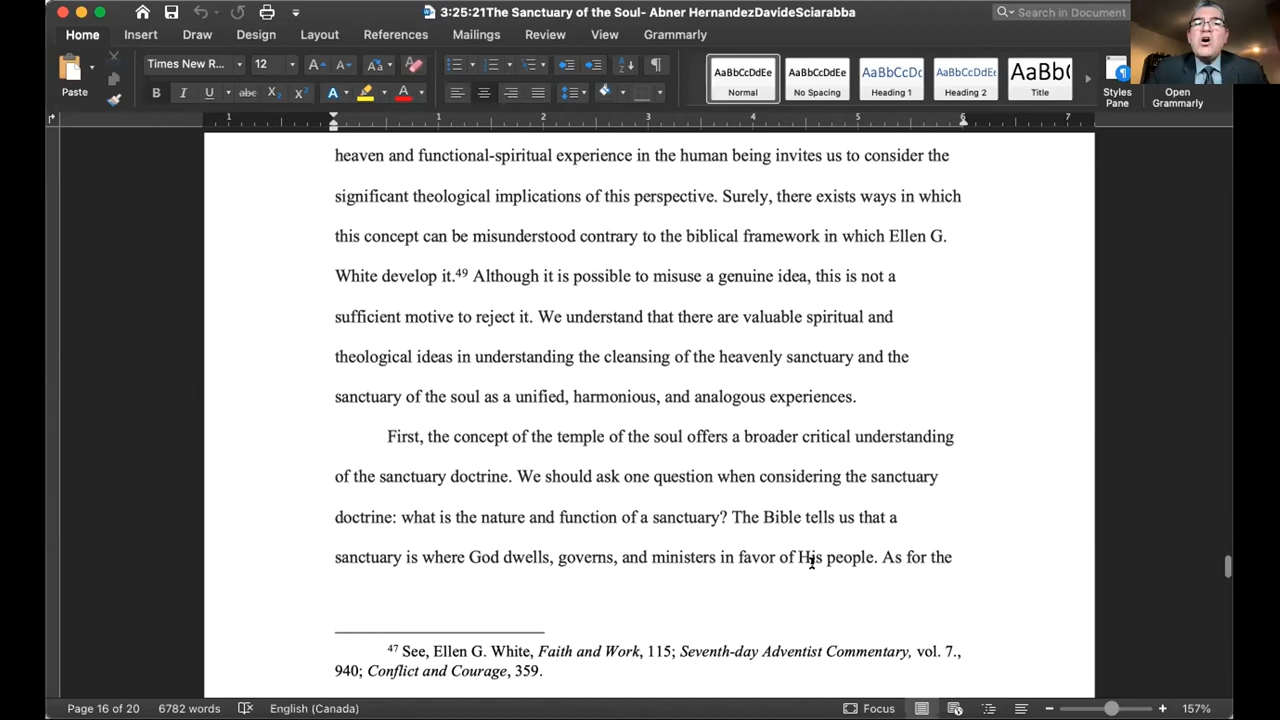 3:25:21The Sanctuary of the Soul- Abner HernandezDavideSciarabba
Search in Document
Home Insert Draw Design Layout References Mailings Review View Grammarly
Times New R... 12
AaBbCcDdEe AaBbCcDdEe AaBbCcDc AaBbCcDdEe AaBbC
Paste
Normal No Spacing Heading 1 Heading 2 Title
Styles Pane
Open Grammarly
1 1 2 3 4 5 6 7
heaven and functional-spiritual experience in the human being invites us to consider the
significant theological implications of this perspective. Surely, there exists ways in which
this concept can be misunderstood contrary to the biblical framework in which Ellen G.
White develop it.49 Although it is possible to misuse a genuine idea, this is not a
sufficient motive to reject it. We understand that there are valuable spiritual and
theological ideas in understanding the cleansing of the heavenly sanctuary and the
sanctuary of the soul as a unified, harmonious, and analogous experiences.
First, the concept of the temple of the soul offers a broader critical understanding
of the sanctuary doctrine. We should ask one question when considering the sanctuary
doctrine: what is the nature and function of a sanctuary? The Bible tells us that a
sanctuary is where God dwells, governs, and ministers in favor of His people. As for the
47 See, Ellen G. White, Faith and Work, 115; Seventh-day Adventist Commentary, vol. 7.,
940; Conflict and Courage, 359.
Page 16 of 20 6782 words English (Canada) Focus 157%